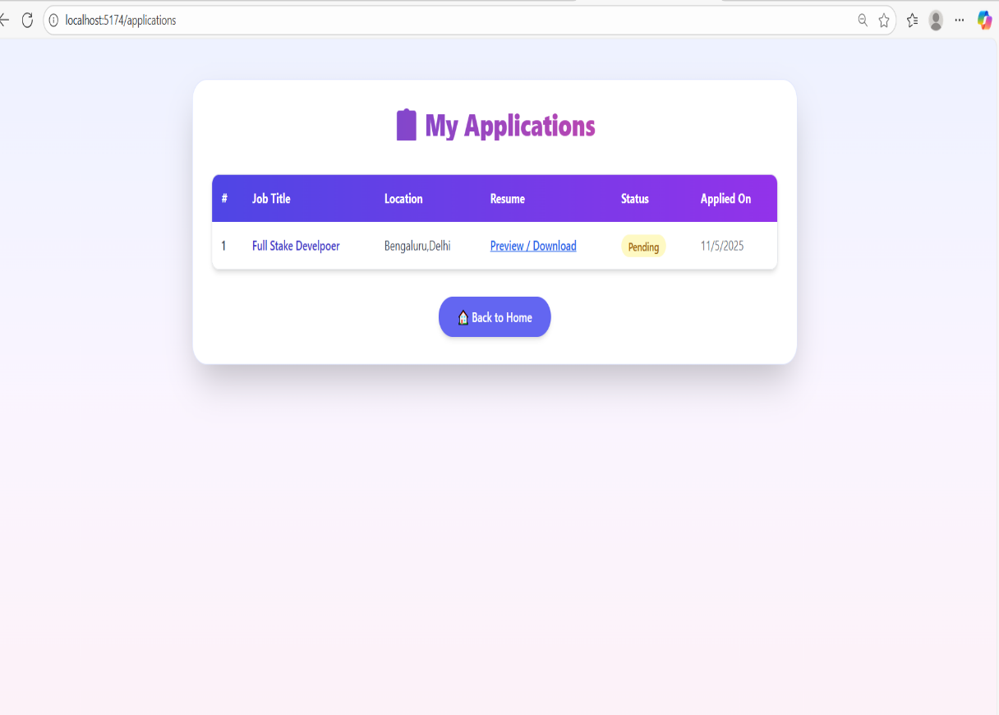 localhost:5174/applications
My Applications
# Job Title Location Resume Status Applied On
1 Full Stake Develpoer Bengaluru,Delhi Preview / Download Pending 11/5/2025
Back to Home